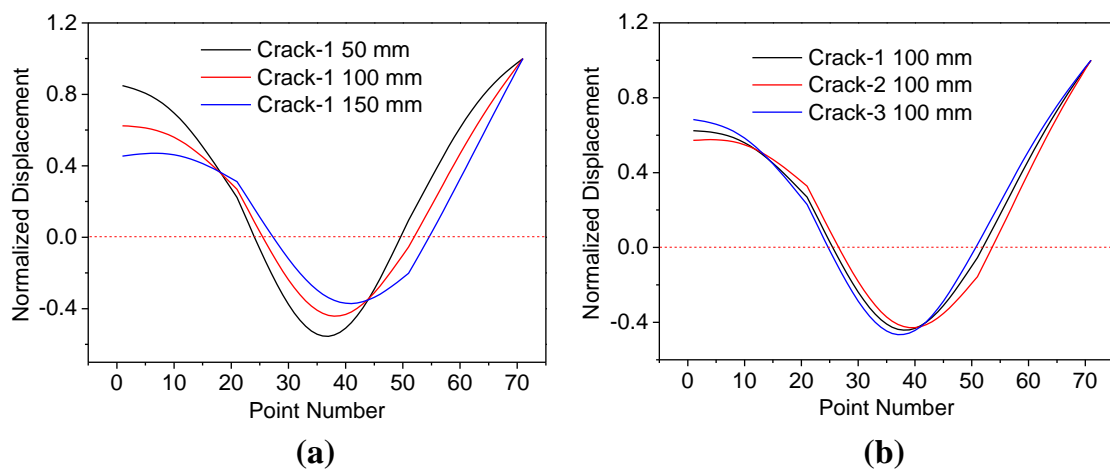 1.2
0.8
0.4
0.0
-0.4
Normalized Displacement
Crack-1 50 mm
Crack-1 100 mm
Crack-1 150 mm
0 10 20 30 40 50 60 70
Point Number
(a)
1.2
0.8
0.4
0.0
-0.4
Normalized Displacement
Crack-1 100 mm
Crack-2 100 mm
Crack-3 100 mm
0 10 20 30 40 50 60 70
Point Number
(b)